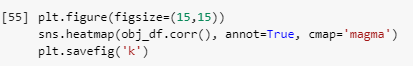 [55] plt.figure(figsize=(15,15))
sns.heatmap(obj_df.corr(), annot=True, cmap='magma')
plt.savefig('k')